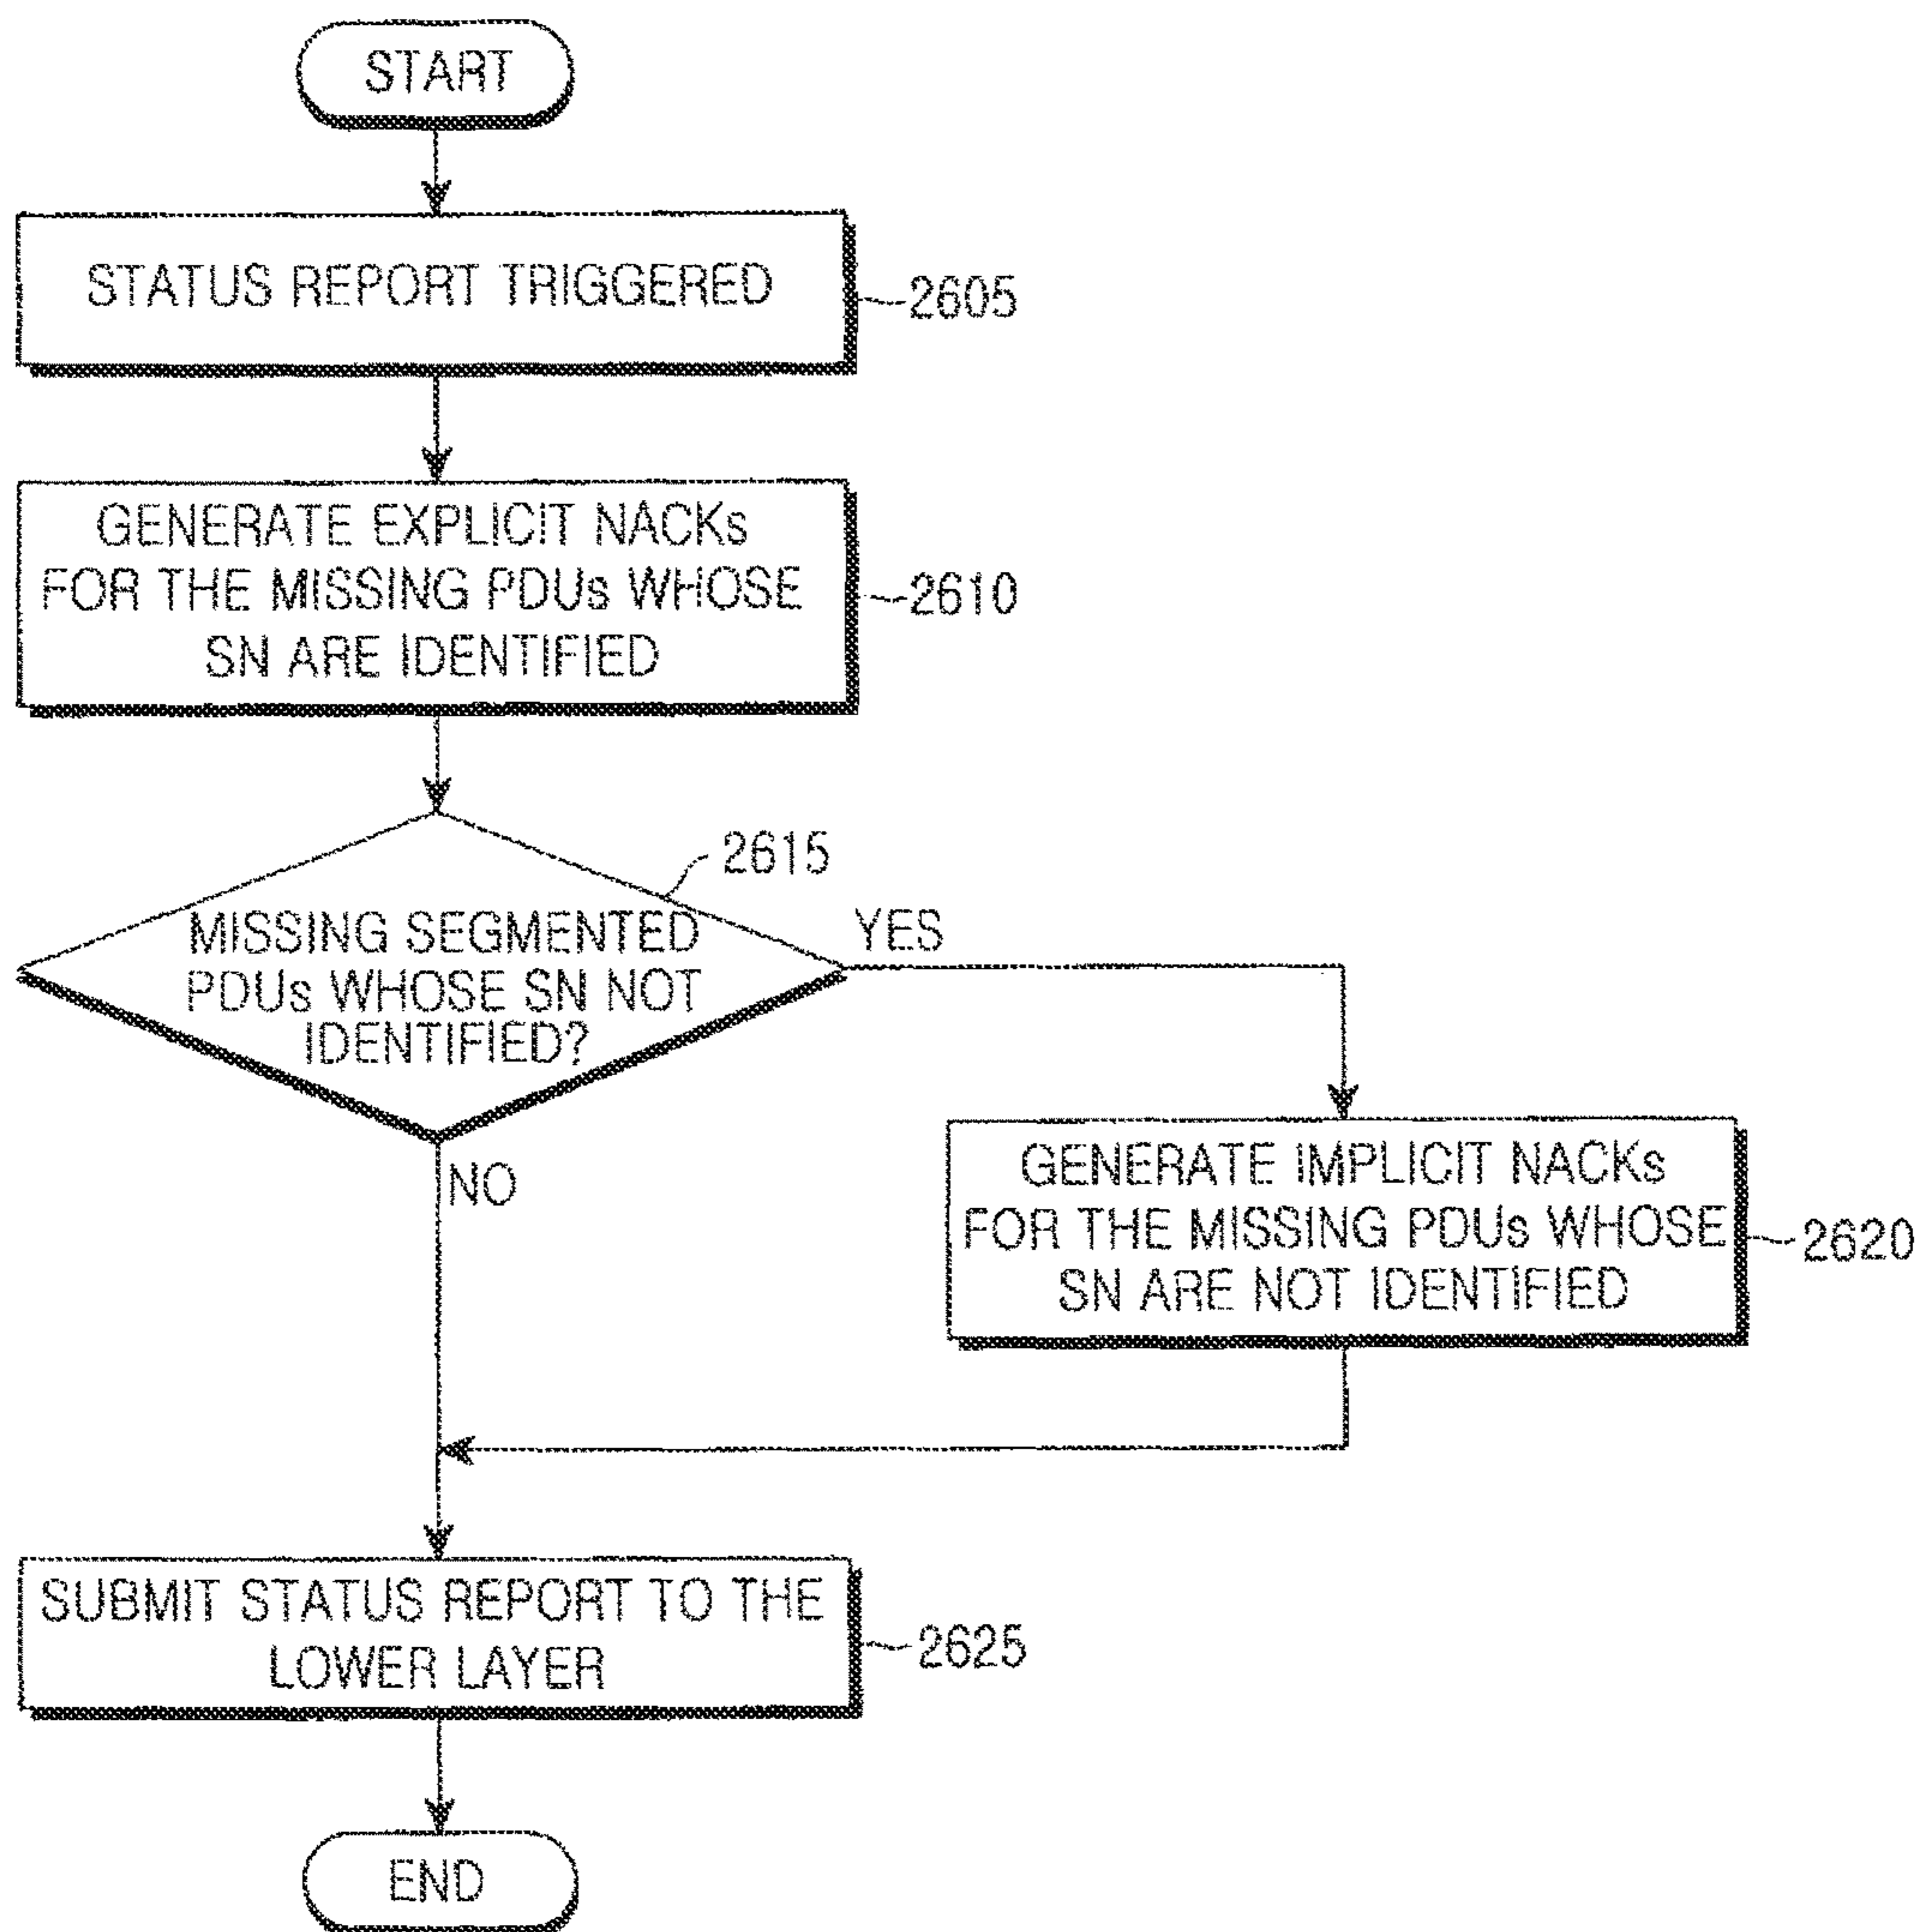 START
STATUS REPORT TRIGGERED
2605
GENERATE EXPLICIT NACKs
FOR THE MISSING PDUs WHOSE
SN ARE IDENTIFIED
2610
2615
MISSING SEGMENTED
PDUs WHOSE SN NOT
IDENTIFIED?
YES
NO
GENERATE IMPLICIT NACKs
FOR THE MISSING PDUs WHOSE
SN ARE NOT IDENTIFIED
2620
SUBMIT STATUS REPORT TO THE
LOWER LAYER
2625
END